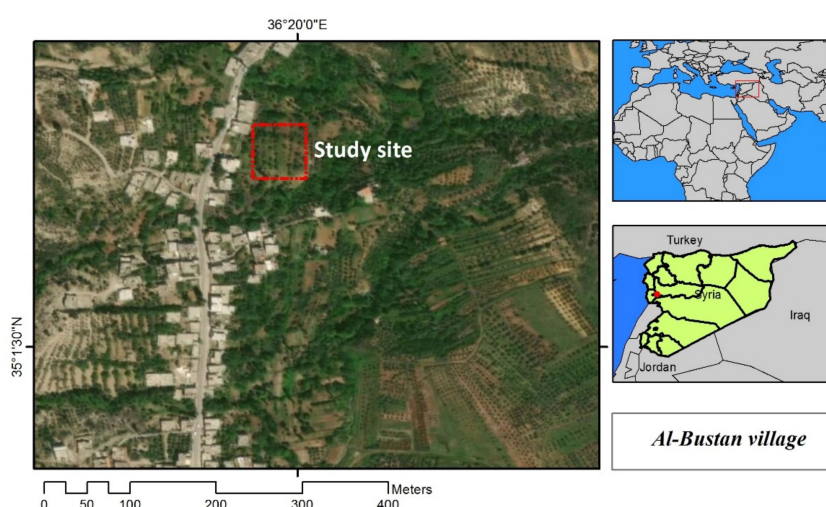 36°20'0"E
Study site
35°1'30"N
Meters
0 50 100 200 300 400
Turkey
Syria
Iraq
Jordan
Al-Bustan village